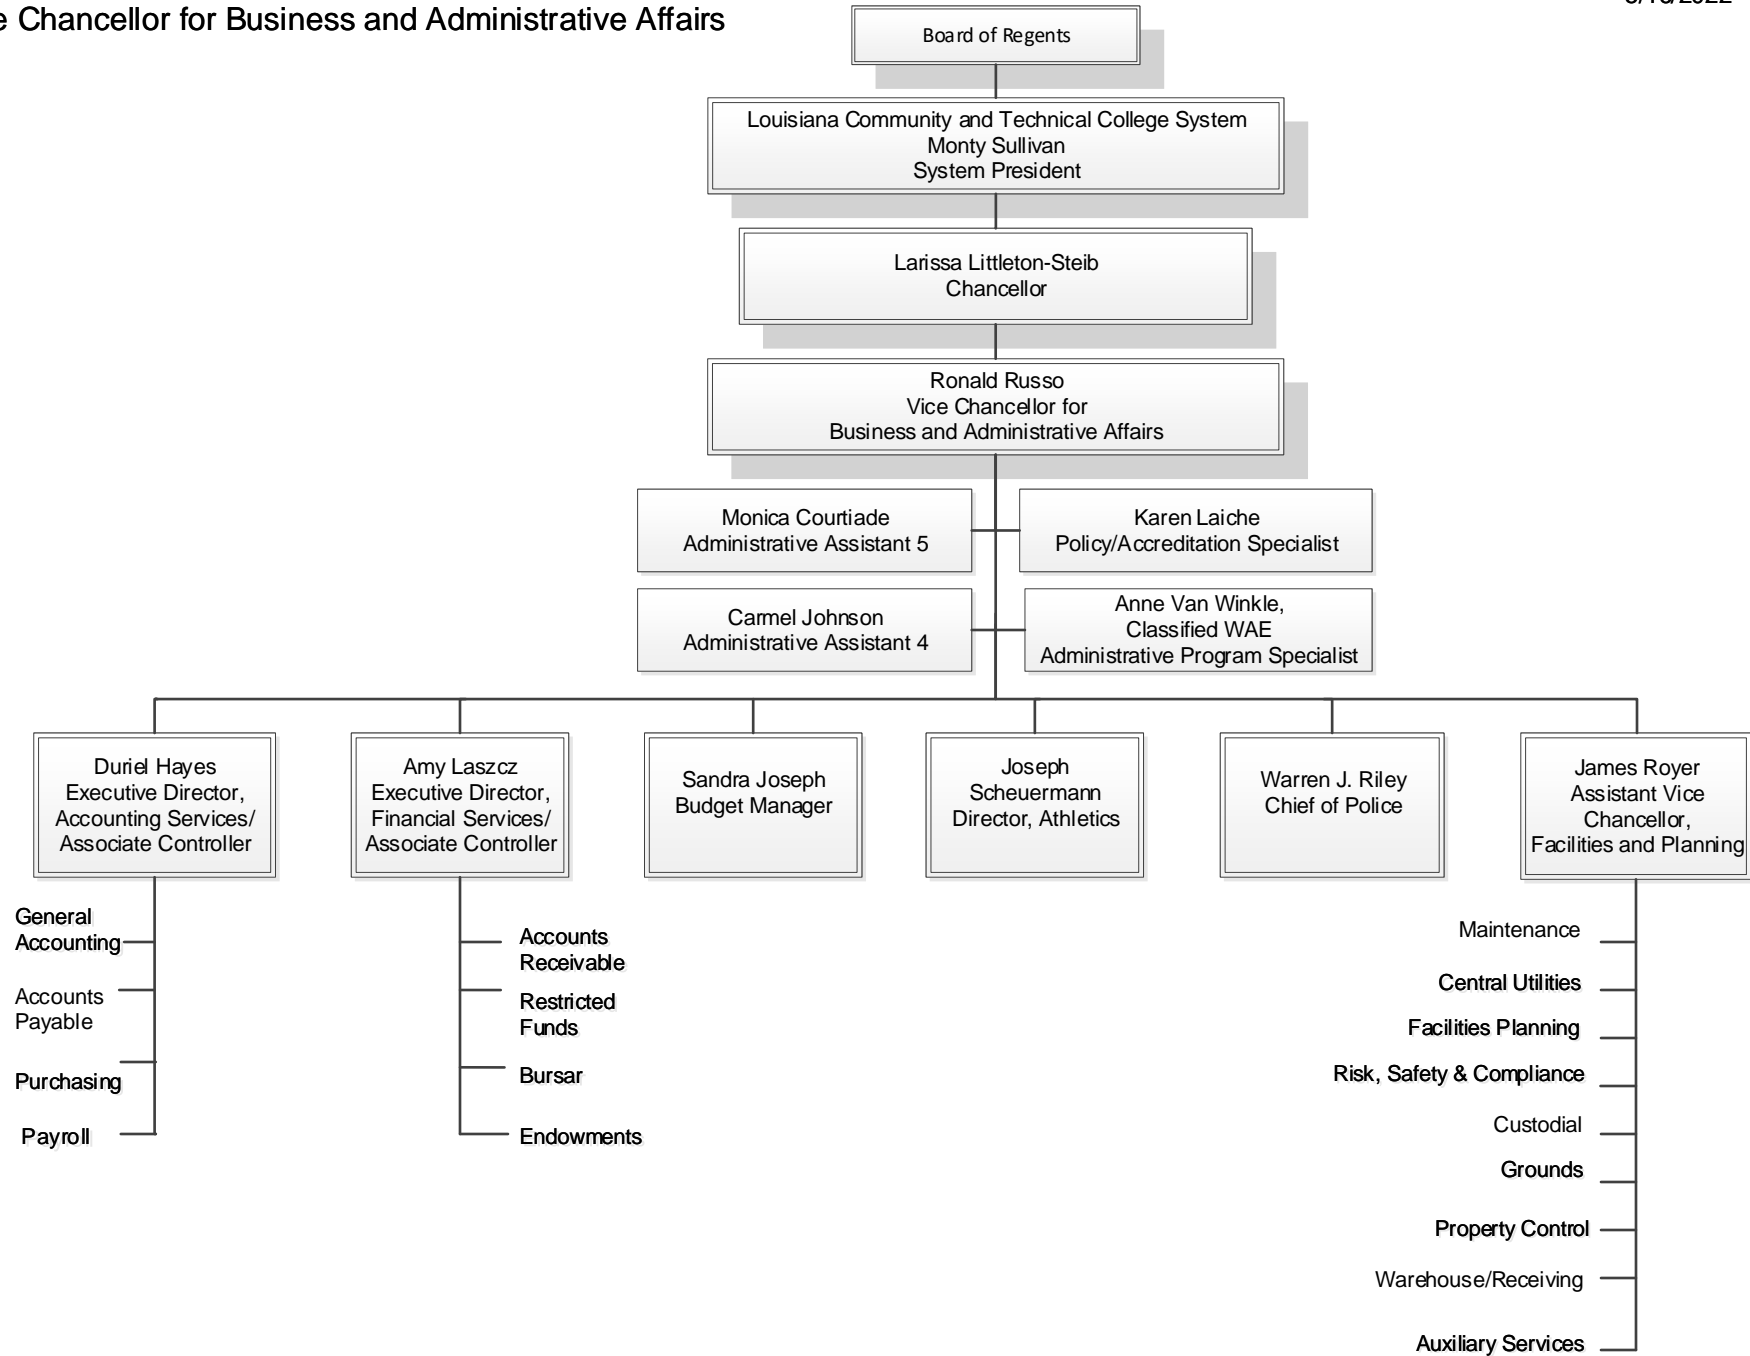 Chancellor for Business and Administrative Affairs
Board of Regents
Louisiana Community and Technical College System
Monty Sullivan
System President
Larissa Littleton-Steib
Chancellor
Ronald Russo
Vice Chancellor for
Business and Administrative Affairs
Monica Courtiade
Administrative Assistant 5
Karen Laiche
Policy/Accreditation Specialist
Carmel Johnson
Administrative Assistant 4
Anne Van Winkle,
Classified WAE
Administrative Program Specialist
Duriel Hayes
Executive Director,
Accounting Services/
Associate Controller
Amy Laszcz
Executive Director,
Financial Services/
Associate Controller
Sandra Joseph
Budget Manager
Joseph
Scheuermann
Director, Athletics
Warren J. Riley
Chief of Police
James Royer
Assistant Vice
Chancellor,
Facilities and Planning
General
Accounting
Accounts
Payable
Purchasing
Payroll
Accounts
Receivable
Restricted
Funds
Bursar
Endowments
Maintenance
Central Utilities
Facilities Planning
Risk, Safety & Compliance
Custodial
Grounds
Property Control
Warehouse/Receiving
Auxiliary Services